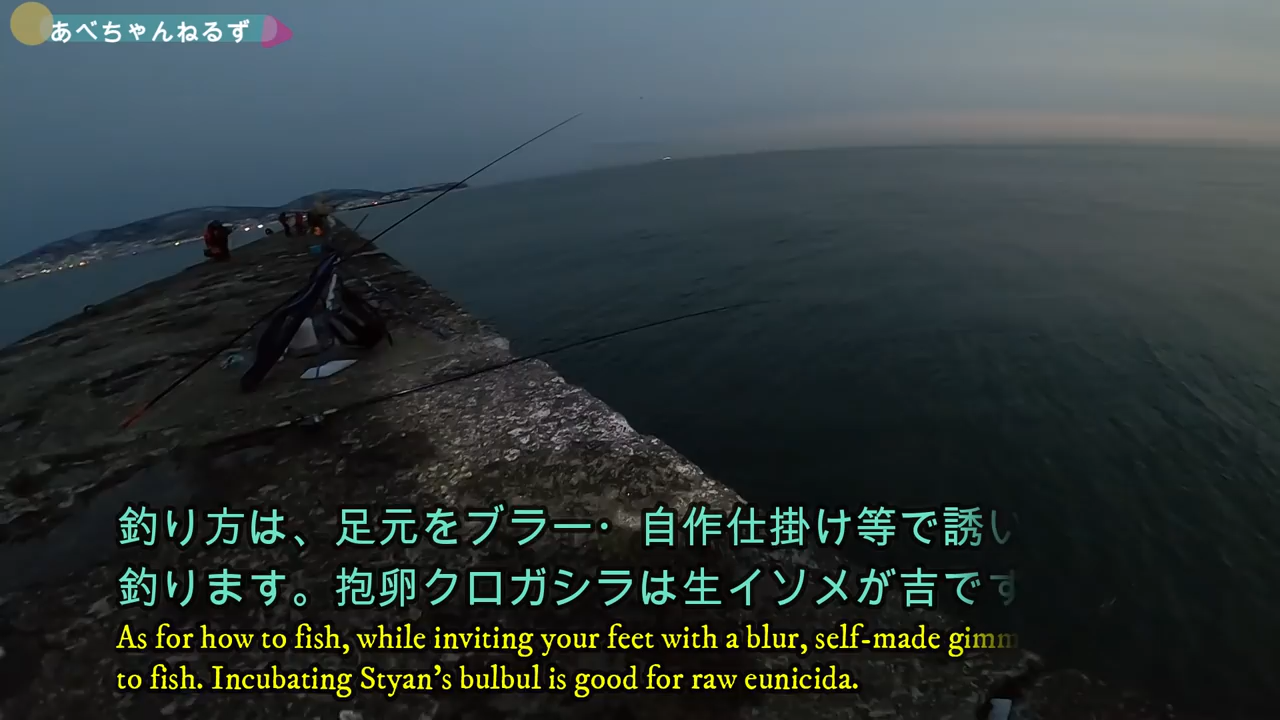 あべちゃんねるず
釣り方は、足元をブラー・自作仕掛け等で誘い
釣ります。抱卵クロガシラは生イソメが吉です
As for how to fish, while inviting your feet with a blur, self-made gimm
to fish. Incubating Styan's bulbul is good for raw eunicida.